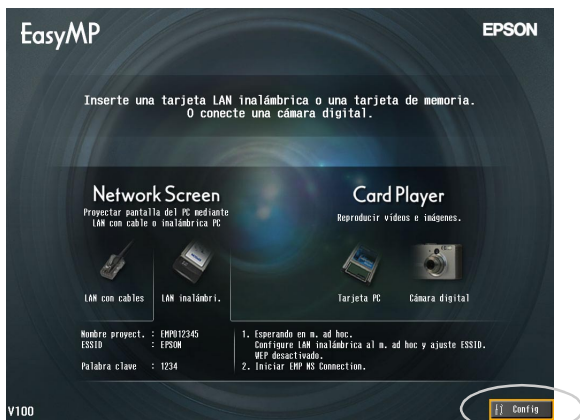 EasyMP
EPSON
Inserte una tarjeta LAN inalámbrica o una tarjeta de memoria.
O conecte una cámara digital.
Network Screen
Proyectar pantalla del PC mediante
LAN con cable o inalámbrica PC
Card Player
Reproducir vídeos e imágenes.
LAN con cables
LAN inalámbri.
Tarjeta PC
Cámara digital
Nombre proyect. : EMP012345
ESSID : EPSON
Palabra clave : 1234
1. Esperando en m. ad hoc.
Configure LAN inalámbrica al m. ad hoc y ajuste ESSID.
WEP desactivado.
2. Iniciar EMP NS Connection.
V100
Config